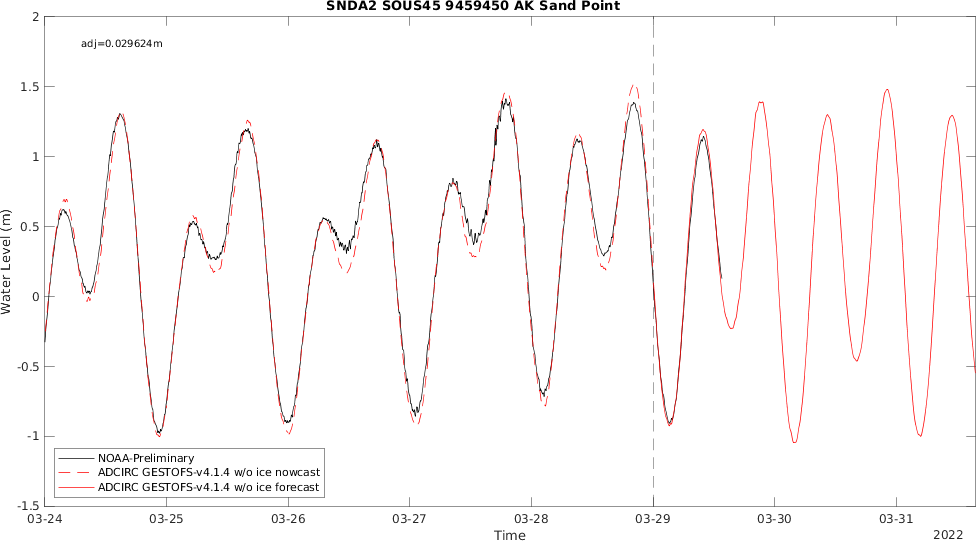 SNDA2 SOUS45 9459450 AK Sand Point
adj=0.029624m
Water Level (m)
2
1.5
1
0.5
0
-0.5
-1
-1.5
NOAA-Preliminary
ADCIRC GESTOFS-v4.1.4 w/o ice nowcast
ADCIRC GESTOFS-v4.1.4 w/o ice forecast
03-24 03-25 03-26 03-27 03-28 03-29 03-30 03-31
Time
2022